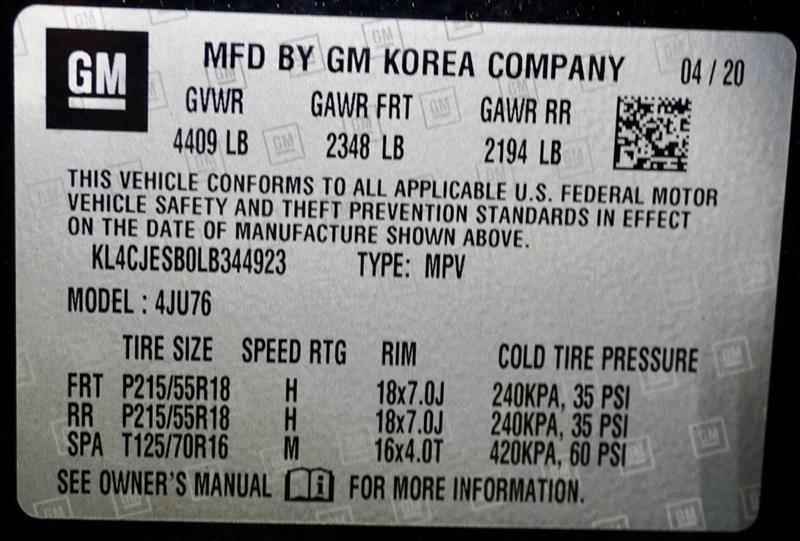 GM
MFD BY GM KOREA COMPANY 04 / 20
GVWR GAWR FRT GAWR RR
4409 LB 2348 LB 2194 LB
THIS VEHICLE CONFORMS TO ALL APPLICABLE U.S. FEDERAL MOTOR
VEHICLE SAFETY AND THEFT PREVENTION STANDARDS IN EFFECT
ON THE DATE OF MANUFACTURE SHOWN ABOVE.
KL4CJESB0LB344923 TYPE: MPV
MODEL : 4JU76
TIRE SIZE SPEED RTG RIM COLD TIRE PRESSURE
FRT P215/55R18 H 18x7.0J 240KPA, 35 PSI
RR P215/55R18 H 18x7.0J 240KPA, 35 PSI
SPA T125/70R16 M 16x4.0T 420KPA, 60 PSI
SEE OWNER'S MANUAL i FOR MORE INFORMATION.